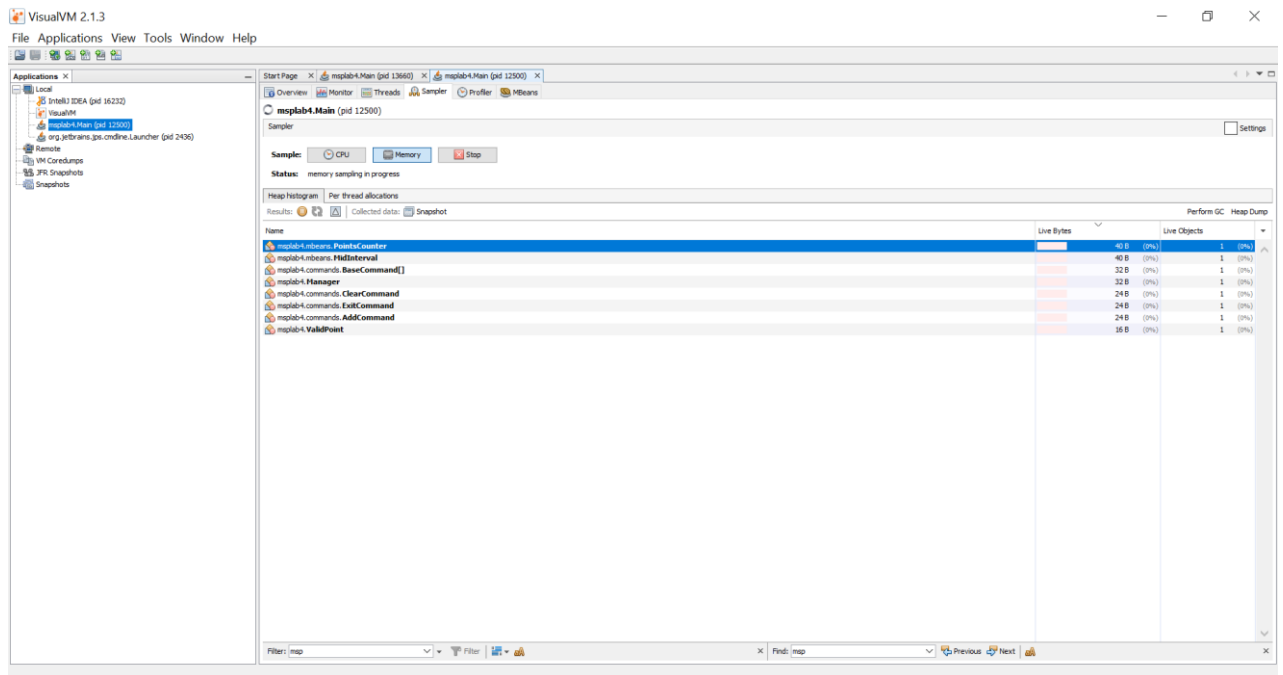 VisualVM 2.1.3
File Applications View Tools Window Help
Applications
Start Page
msplab4.Main (pid 13660)
msplab4.Main (pid 12500)
Local
IntelliJ IDEA (pid 16232)
VisualVM
msplab4.Main (pid 12500)
org.jetbrains.jps.cmdline.Launcher (pid 2436)
Remote
VM Coredumps
JFR Snapshots
Snapshots
Overview Monitor Threads Sampler Profiler MBeans
msplab4.Main (pid 12500)
Sampler Settings
Sample: CPU Memory Stop
Status: memory sampling in progress
Heap histogram Per thread allocations
Results: Collected data: Snapshot Perform GC Heap Dump
Name Live Bytes Live Objects
msplab4.mbeans.PointsCounter 40 B (0%) 1 (0%)
msplab4.mbeans.MidInterval 40 B (0%) 1 (0%)
msplab4.commands.BaseCommand[] 32 B (0%) 1 (0%)
msplab4.Manager 32 B (0%) 1 (0%)
msplab4.commands.ClearCommand 24 B (0%) 1 (0%)
msplab4.commands.ExitCommand 24 B (0%) 1 (0%)
msplab4.commands.AddCommand 24 B (0%) 1 (0%)
msplab4.ValidPoint 16 B (0%) 1 (0%)
Filter: msp Filter Find: msp Previous Next